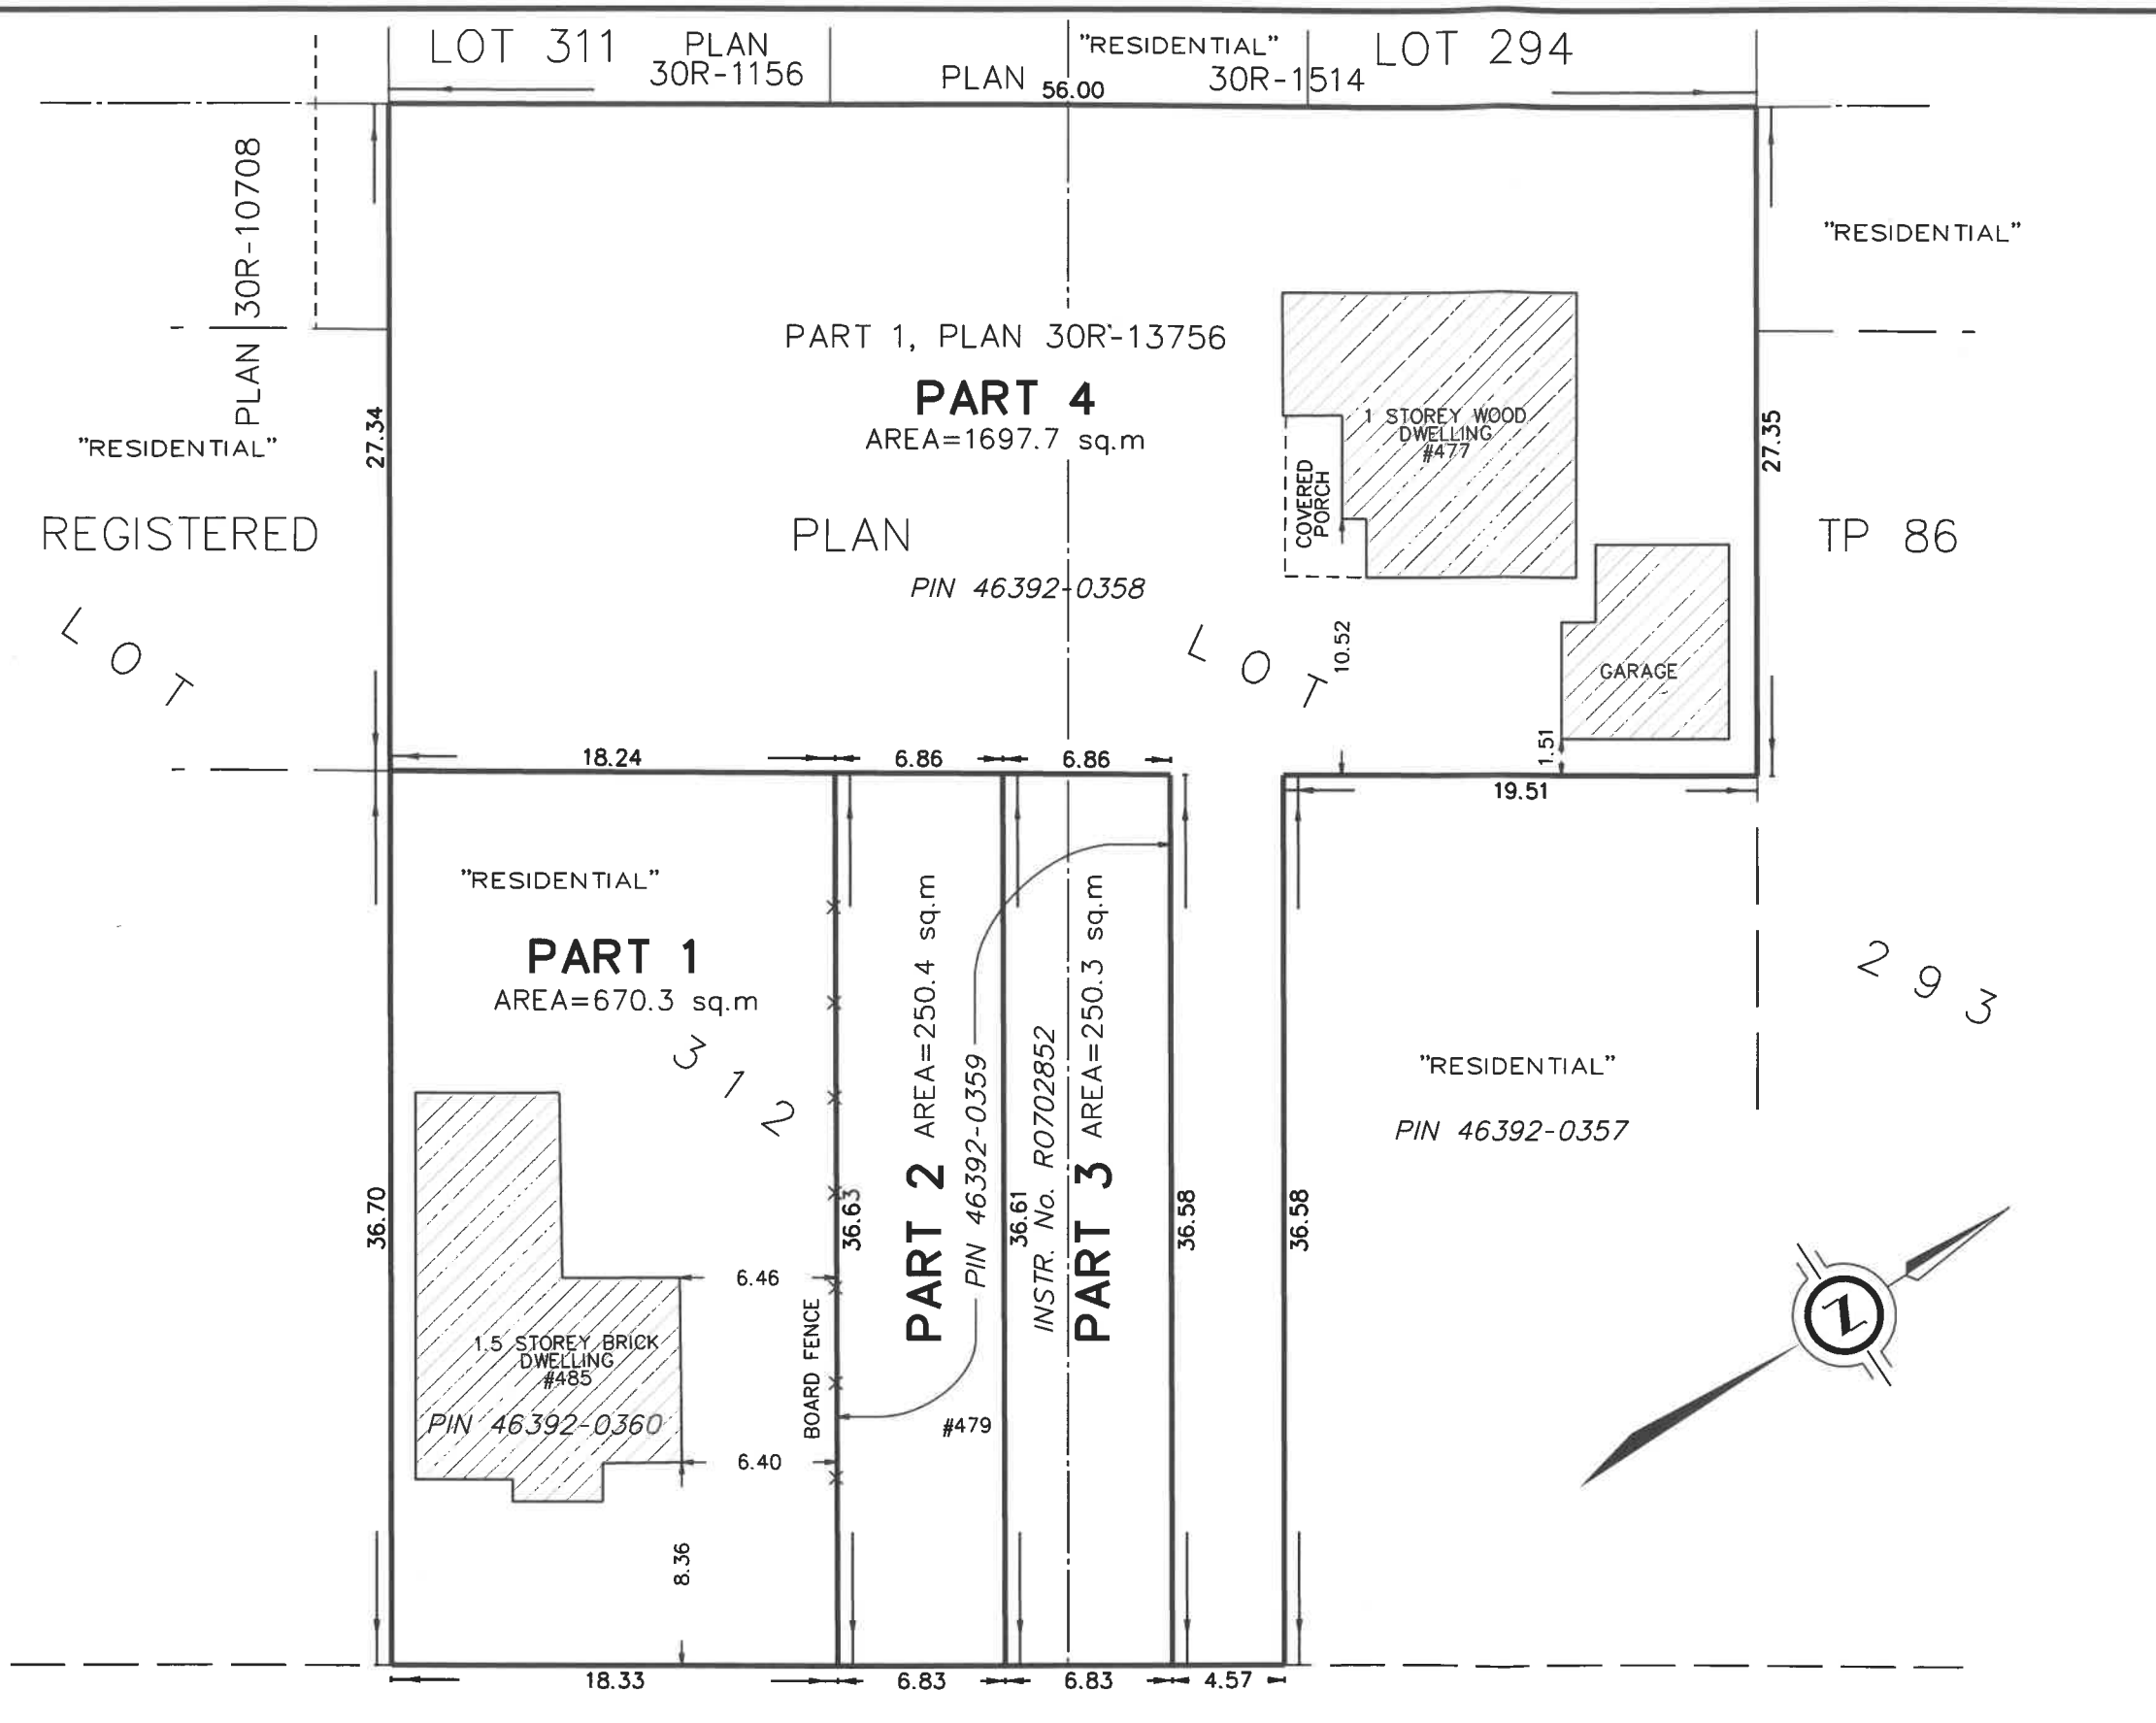 LOT 311
PLAN
30R-1156
PLAN
56.00
"RESIDENTIAL"
30R-1514
LOT 294
PLAN 30R-10708
"RESIDENTIAL"
27.34
PART 1, PLAN 30R-13756
PART 4
AREA=1697.7 sq.m
1 STOREY WOOD
DWELLING
#477
COVERED
PORCH
27.35
"RESIDENTIAL"
REGISTERED
PLAN
TP 86
PIN 46392-0358
LOT
LOT
10.52
GARAGE
1.51
18.24
6.86
6.86
19.51
"RESIDENTIAL"
PART 1
AREA=670.3 sq.m
312
293
36.70
36.63
PART 2 AREA=250.4 sq.m
PIN 46392-0359
36.61
INSTR. No. R0702852
PART 3 AREA=250.3 sq.m
36.58
36.58
"RESIDENTIAL"
PIN 46392-0357
6.46
1.5 STOREY BRICK
DWELLING
#485
PIN 46392-0360
BOARD FENCE
#479
6.40
8.36
Z
18.33
6.83
6.83
4.57